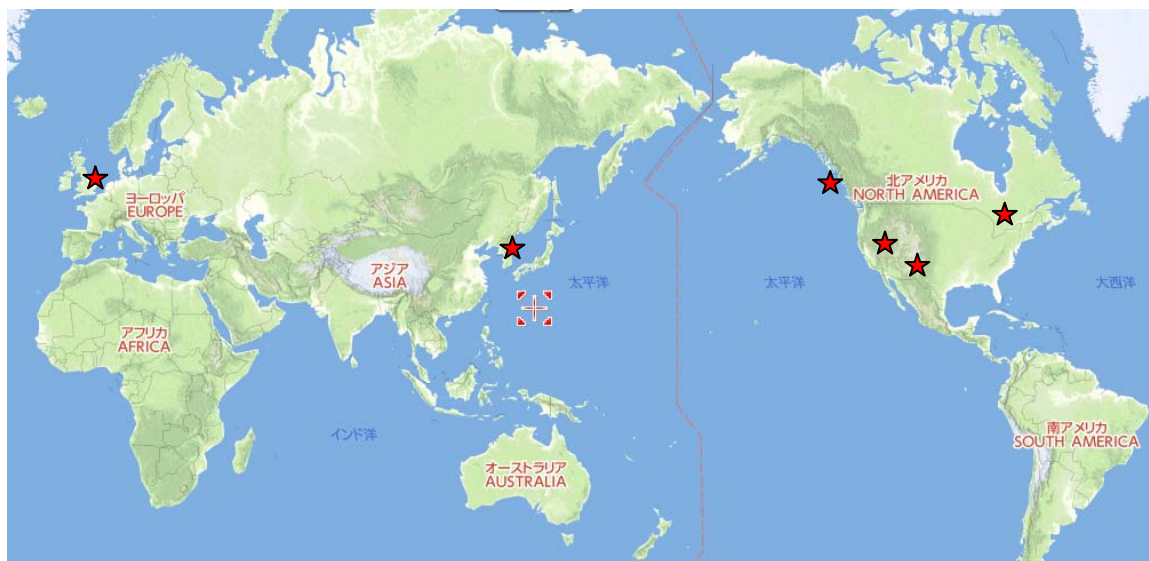 ヨーロッパ
EUROPE
北アメリカ
NORTH AMERICA
アジア
ASIA
太平洋
太平洋
大西洋
アフリカ
AFRICA
インド洋
南アメリカ
SOUTH AMERICA
オーストラリア
AUSTRALIA